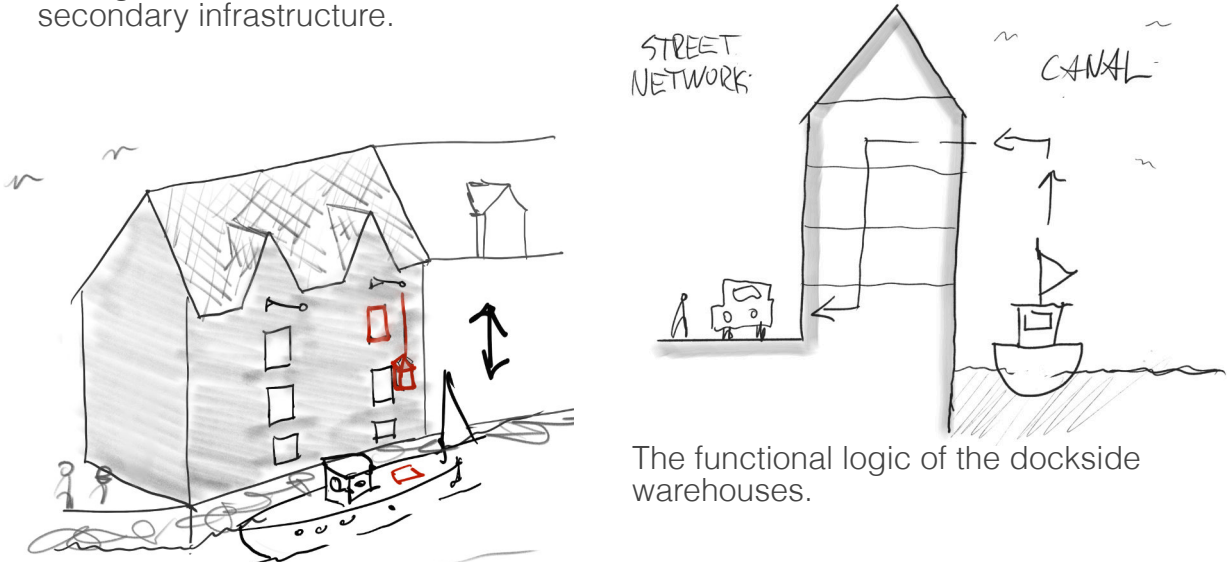 secondary infrastructure.
STREET
NETWORK
CANAL
The functional logic of the dockside
warehouses.